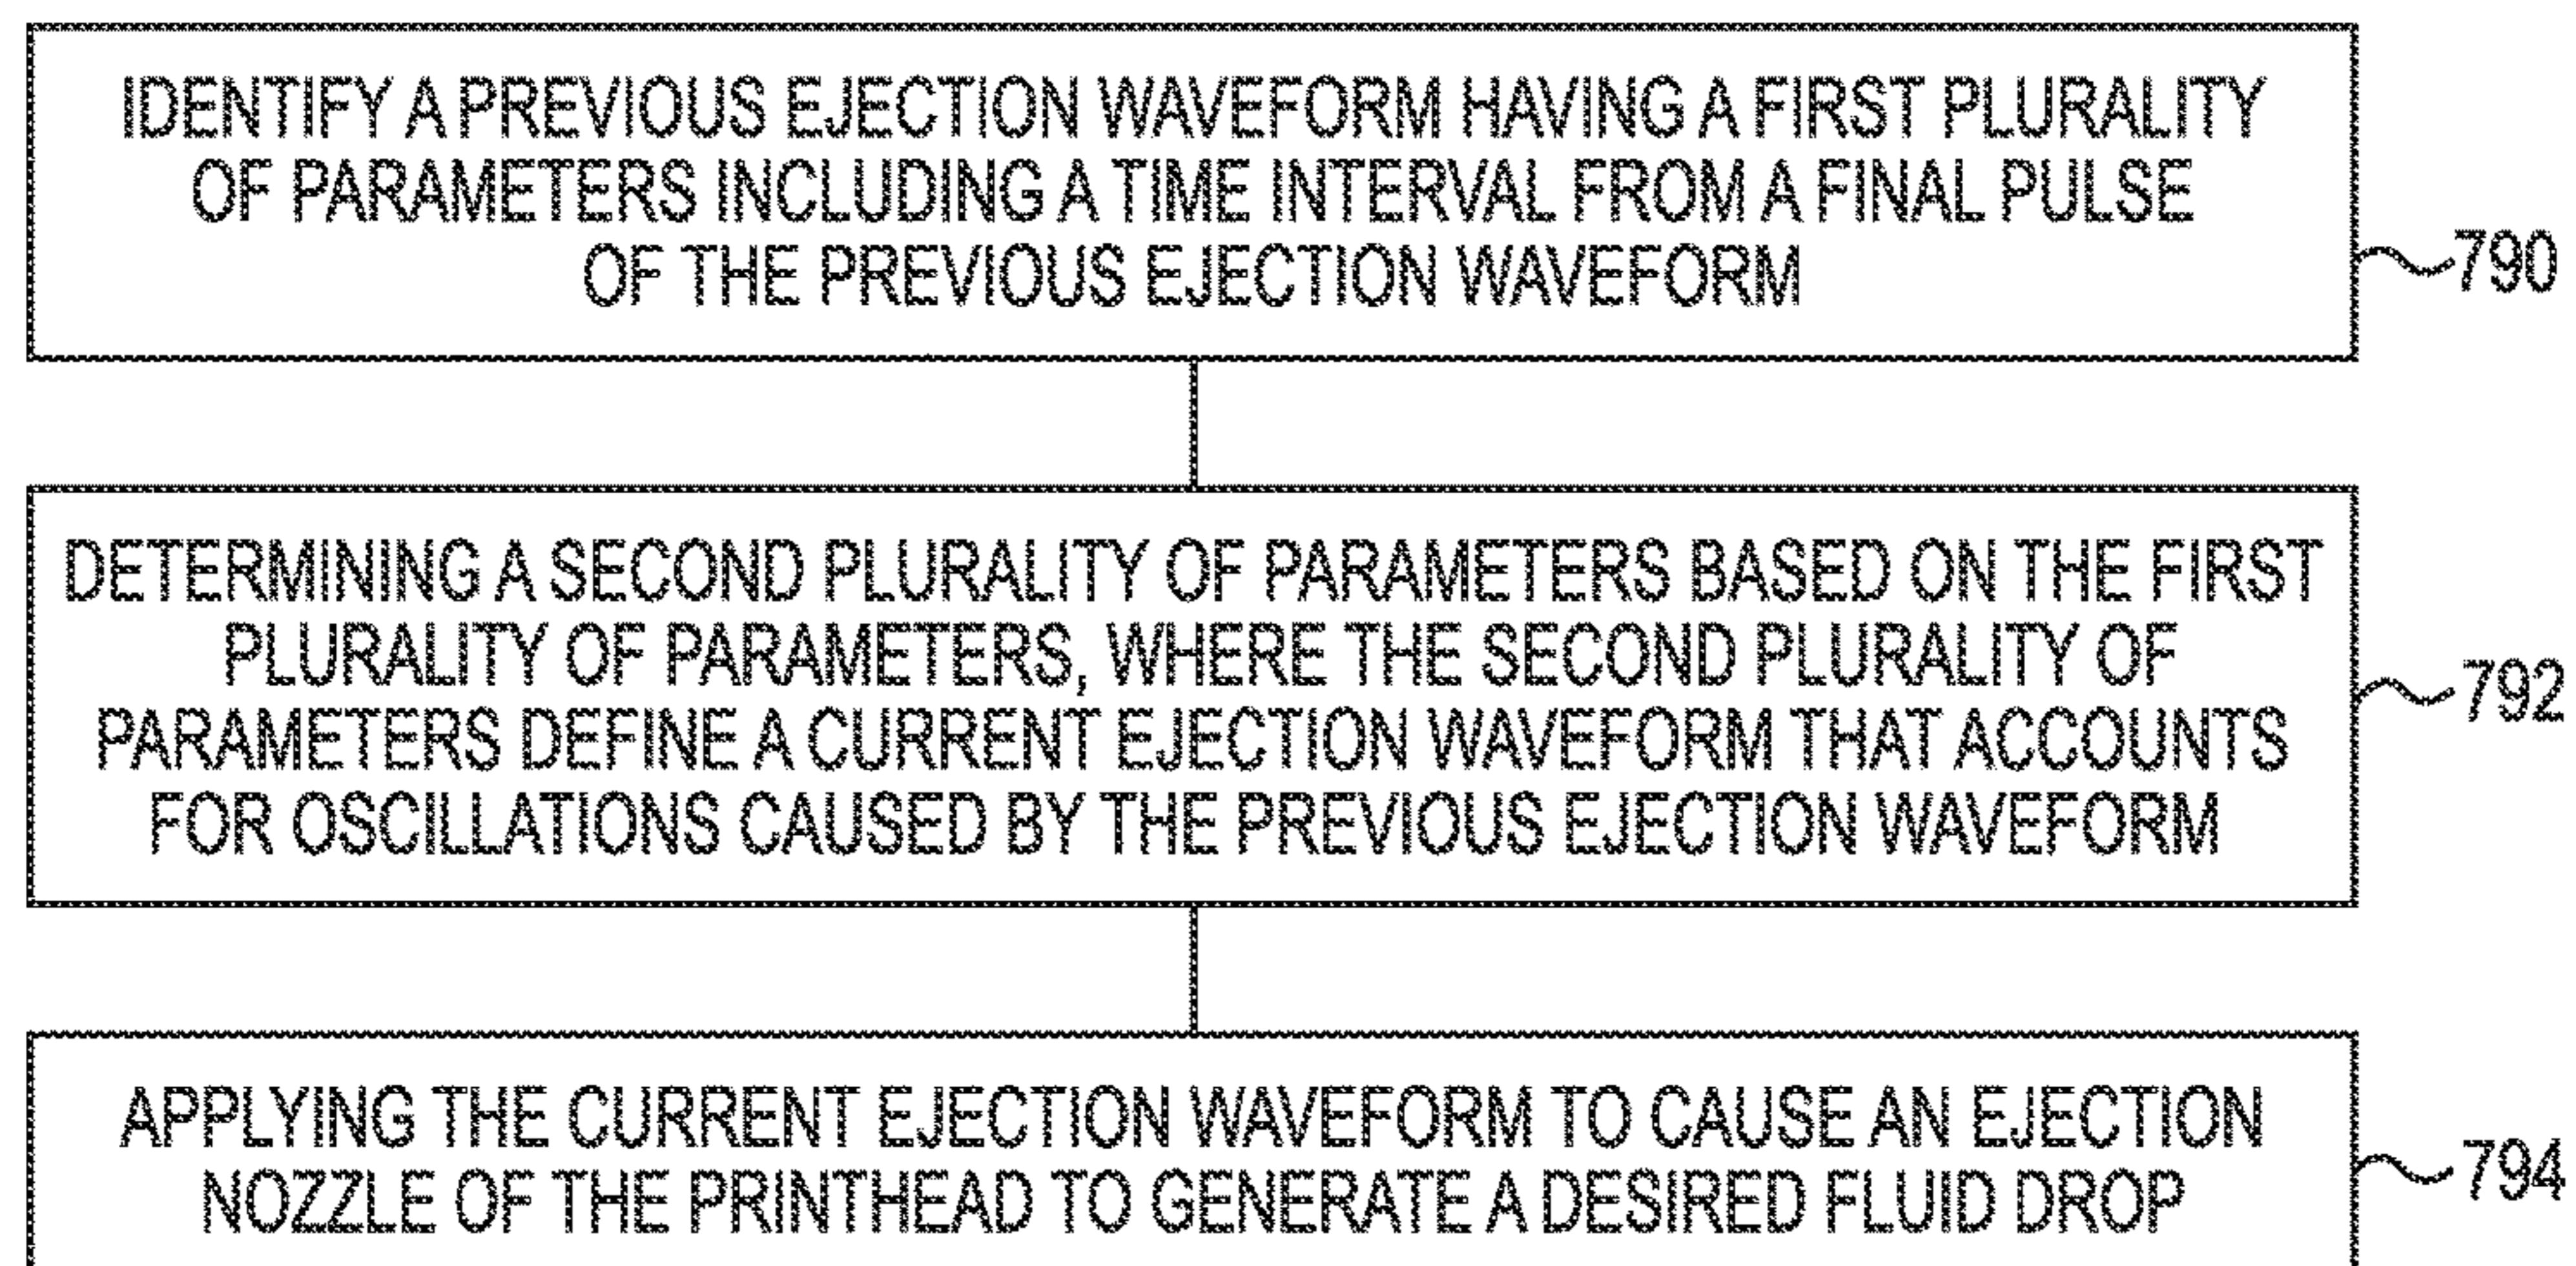 IDENTIFY A PREVIOUS EJECTION WAVEFORM HAVING A FIRST PLURALITY
OF PARAMETERS INCLUDING A TIME INTERVAL FROM A FINAL PULSE
OF THE PREVIOUS EJECTION WAVEFORM
790
DETERMINING A SECOND PLURALITY OF PARAMETERS BASED ON THE FIRST
PLURALITY OF PARAMETERS, WHERE THE SECOND PLURALITY OF
PARAMETERS DEFINE A CURRENT EJECTION WAVEFORM THAT ACCOUNTS
FOR OSCILLATIONS CAUSED BY THE PREVIOUS EJECTION WAVEFORM
792
APPLYING THE CURRENT EJECTION WAVEFORM TO CAUSE AN EJECTION
NOZZLE OF THE PRINTHEAD TO GENERATE A DESIRED FLUID DROP
794